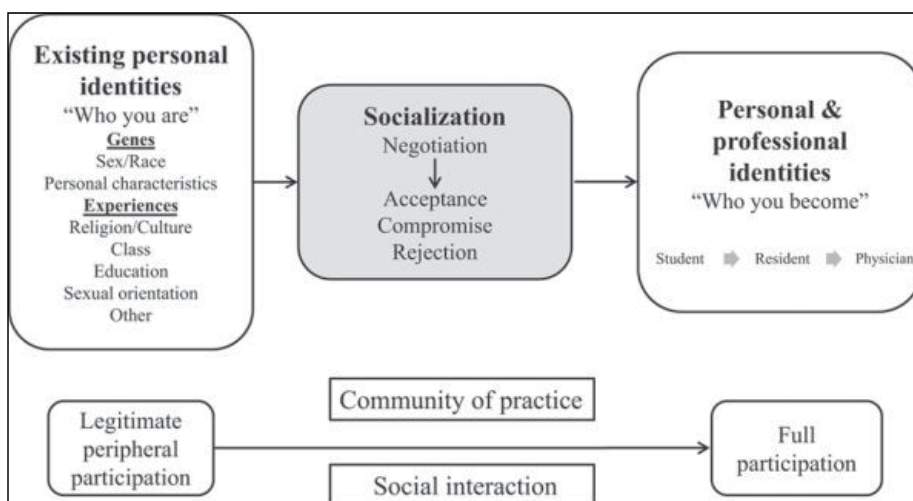 Existing personal
identities
“Who you are”
Genes
Sex/Race
Personal characteristics
Experiences
Religion/Culture
Class
Education
Sexual orientation
Other
Socialization
Negotiation
Acceptance
Compromise
Rejection
Personal &
professional
identities
“Who you become”
Student Resident Physician
Legitimate
peripheral
participation
Community of practice
Social interaction
Full
participation